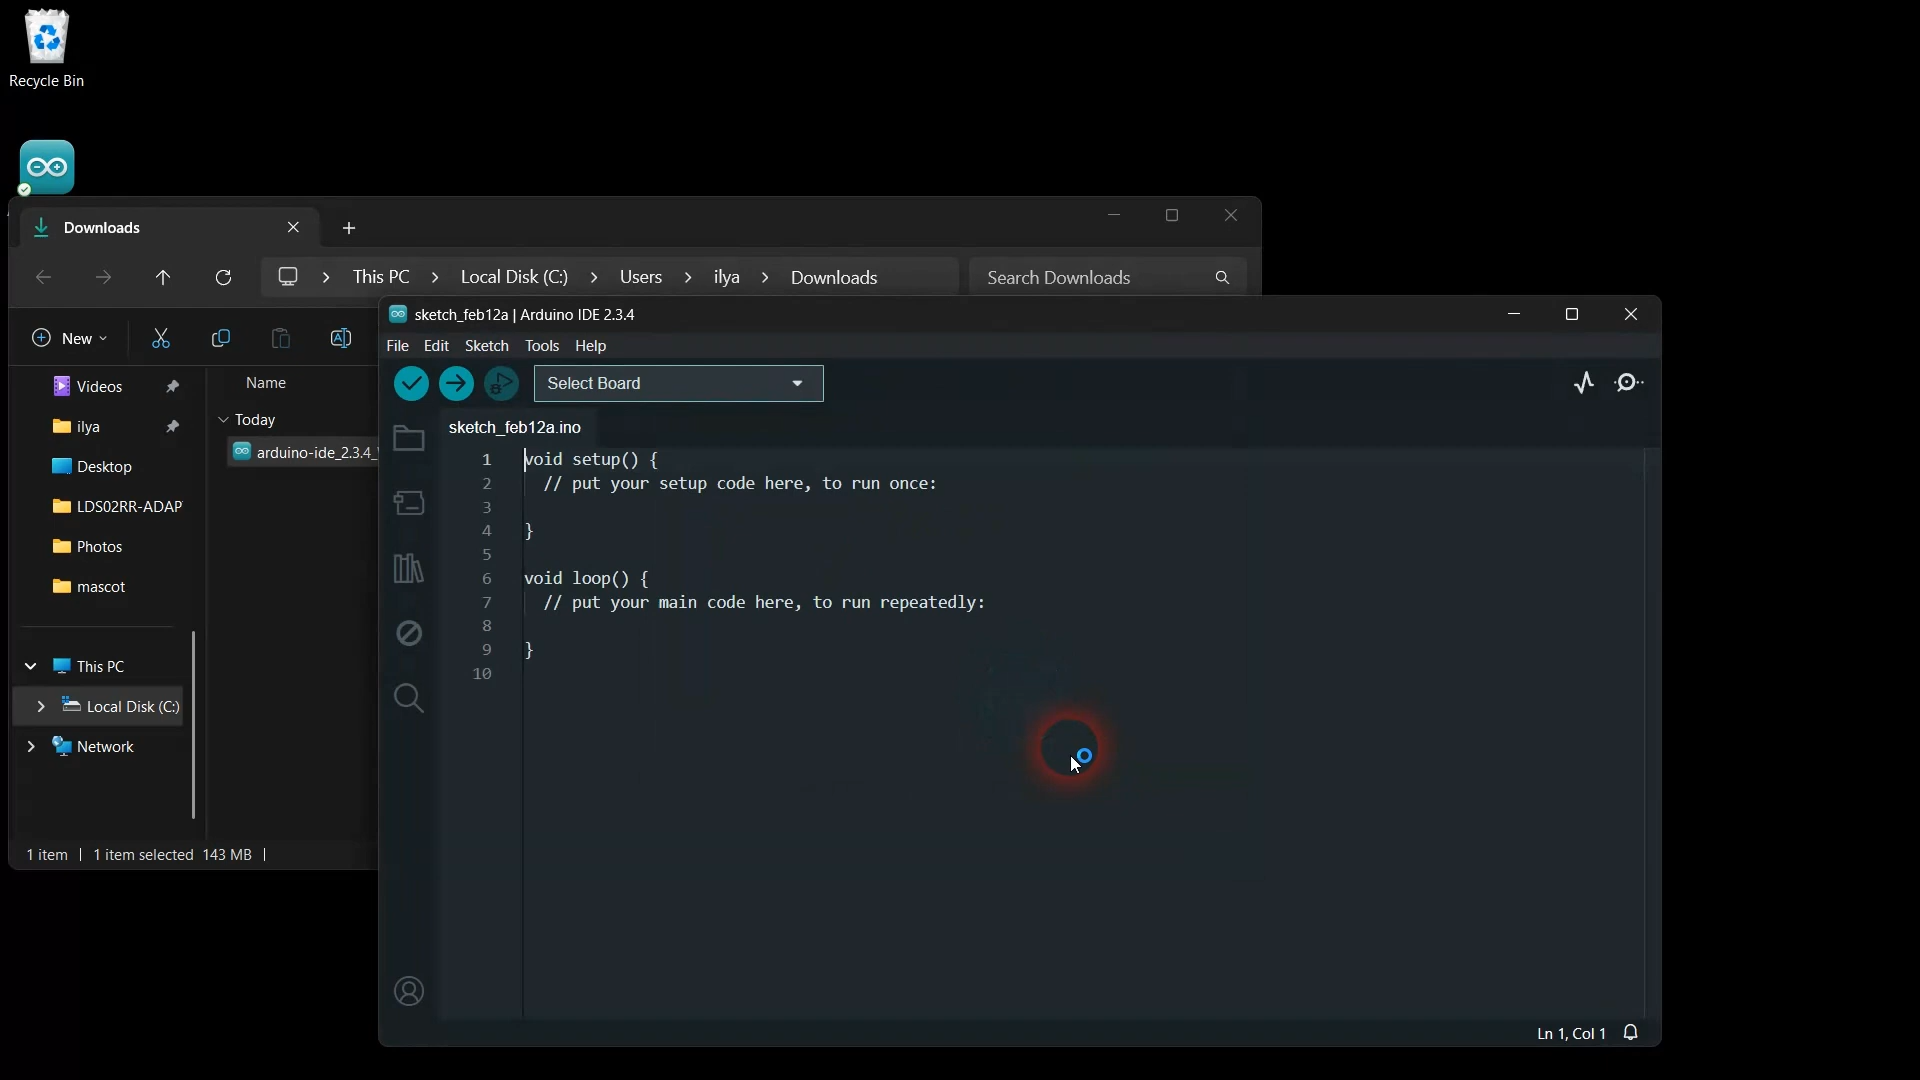 Recycle Bin
Downloads
This PC > Local Disk (C:) > Users > ilya > Downloads
Search Downloads
New
Videos
ilya
Desktop
LDS02RR-ADAP
Photos
mascot
This PC
Local Disk (C:)
Network
Name
Today
arduino-ide_2.3.4_
1 item | 1 item selected 143 MB |
sketch_feb12a | Arduino IDE 2.3.4
File Edit Sketch Tools Help
Select Board
sketch_feb12a.ino
1 void setup() {
2 // put your setup code here, to run once:
3
4 }
5
6 void loop() {
7 // put your main code here, to run repeatedly:
8
9 }
10
Ln 1, Col 1